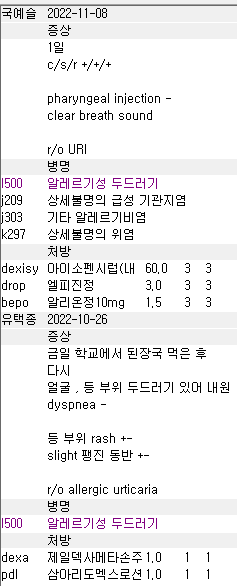 국예슬 2022-11-08
증상
1일
c/s/r +/+/+
pharyngeal injection -
clear breath sound
r/o URI
병명
l500 알레르기성 두드러기
j209 상세불명의 급성 기관지염
j303 기타 알레르기비염
k297 상세불명의 위염
처방
dexisy 아이소펜시럽(내 60.0 3 3
drop 엘피진정 3.0 3 3
bepo 알리온정10mg 1.5 3 3
유택종 2022-10-26
증상
금일 학교에서 된장국 먹은 후
다시
얼굴 , 등 부위 두드러기 있어 내원
dyspnea -
등 부위 rash +-
slight 팽진 동반 +-
r/o allergic urticaria
병명
l500 알레르기성 두드러기
처방
dexa 제일덱사메타손주 1.0 1 1
pdl 삼아리도멕스로션 1.0 1 1